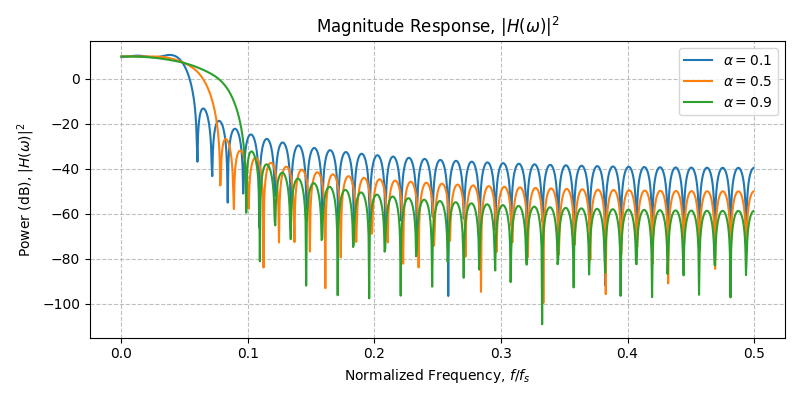 Magnitude Response, |H(ω)|²
α = 0.1
α = 0.5
α = 0.9
Power (dB), |H(ω)|²
0
−20
−40
−60
−80
−100
0.0 0.1 0.2 0.3 0.4 0.5
Normalized Frequency, f/fₛ